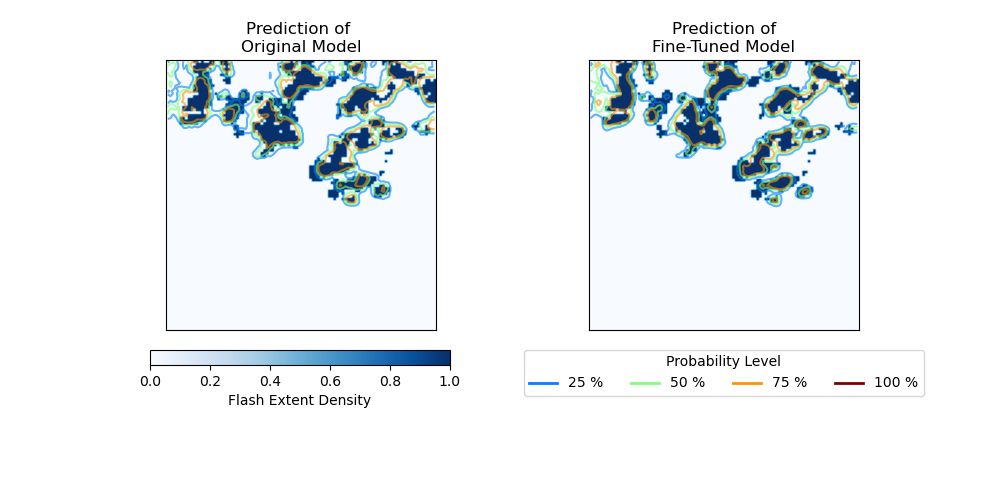 Prediction of
Original Model
Prediction of
Fine-Tuned Model
0.0 0.2 0.4 0.6 0.8 1.0
Flash Extent Density
Probability Level
25 % 50 % 75 % 100 %